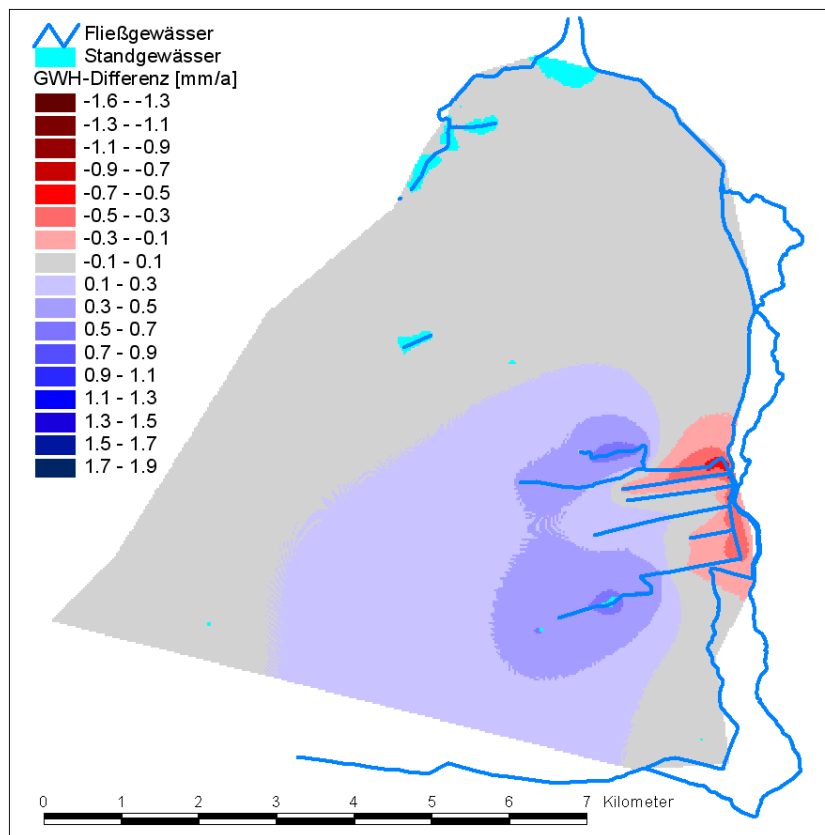 Fließgewässer
Standgewässer
GWH-Differenz [mm/a]
-1.6 - -1.3
-1.3 - -1.1
-1.1 - -0.9
-0.9 - -0.7
-0.7 - -0.5
-0.5 - -0.3
-0.3 - -0.1
-0.1 - 0.1
0.1 - 0.3
0.3 - 0.5
0.5 - 0.7
0.7 - 0.9
0.9 - 1.1
1.1 - 1.3
1.3 - 1.5
1.5 - 1.7
1.7 - 1.9
0 1 2 3 4 5 6 7 Kilometer